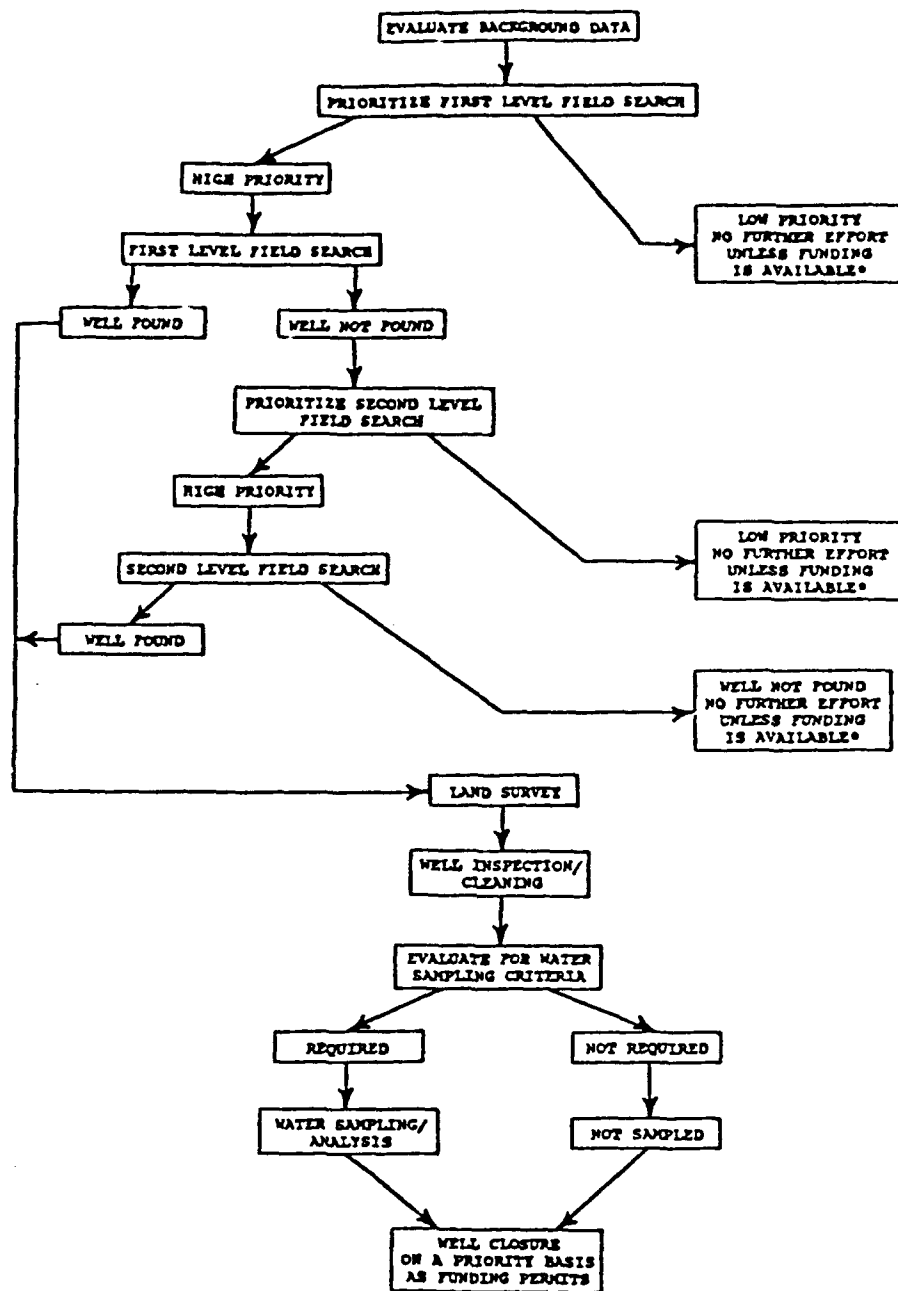 EVALUATE BACKGROUND DATA
PRIORITIZE FIRST LEVEL FIELD SEARCH
HIGH PRIORITY
LOW PRIORITY
NO FURTHER EFFORT
UNLESS FUNDING
IS AVAILABLE*
FIRST LEVEL FIELD SEARCH
WELL FOUND
WELL NOT FOUND
PRIORITIZE SECOND LEVEL
FIELD SEARCH
HIGH PRIORITY
LOW PRIORITY
NO FURTHER EFFORT
UNLESS FUNDING
IS AVAILABLE*
SECOND LEVEL FIELD SEARCH
WELL FOUND
WELL NOT FOUND
NO FURTHER EFFORT
UNLESS FUNDING
IS AVAILABLE*
LAND SURVEY
WELL INSPECTION/
CLEANING
EVALUATE FOR WATER
SAMPLING CRITERIA
REQUIRED
NOT REQUIRED
WATER SAMPLING/
ANALYSIS
NOT SAMPLED
WELL CLOSURE
ON A PRIORITY BASIS
AS FUNDING PERMITS